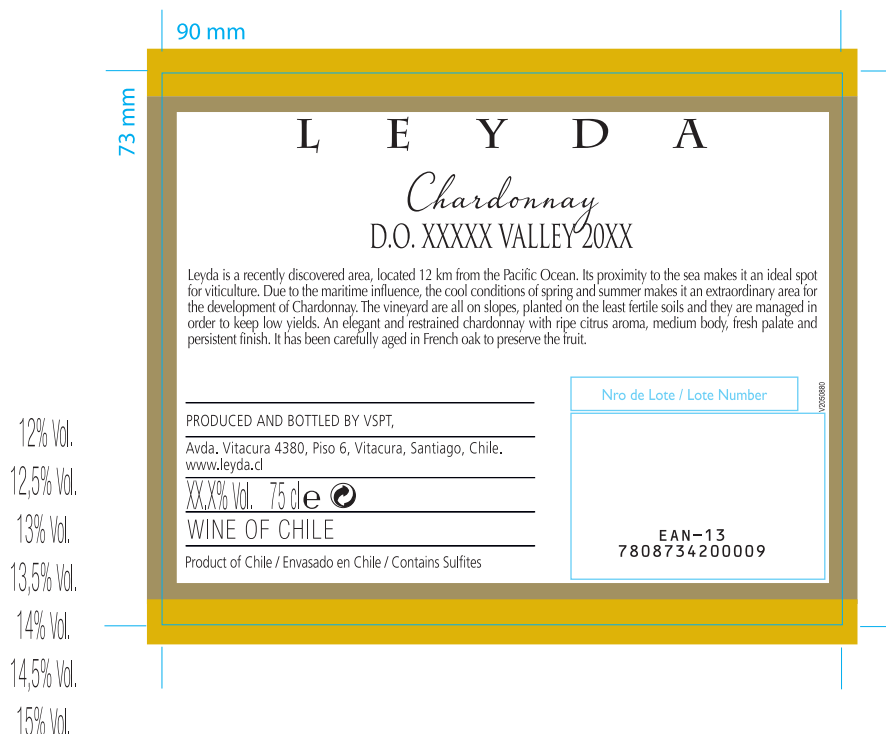 90 mm
73 mm
L E Y D A
Chardonnay
D.O. XXXXX VALLEY 20XX
Leyda is a recently discovered area, located 12 km from the Pacific Ocean. Its proximity to the sea makes it an ideal spot
for viticulture. Due to the maritime influence, the cool conditions of spring and summer makes it an extraordinary area for
the development of Chardonnay. The vineyard are all on slopes, planted on the least fertile soils and they are managed in
order to keep low yields. An elegant and restrained chardonnay with ripe citrus aroma, medium body, fresh palate and
persistent finish. It has been carefully aged in French oak to preserve the fruit.
Nro de Lote / Lote Number
V2050880
PRODUCED AND BOTTLED BY VSPT,
Avda. Vitacura 4380, Piso 6, Vitacura, Santiago, Chile.
www.leyda.cl
XX,X% Vol. 75 cl e
WINE OF CHILE
Product of Chile / Envasado en Chile / Contains Sulfites
EAN-13
7808734200009
12% Vol.
12,5% Vol.
13% Vol.
13,5% Vol.
14% Vol.
14,5% Vol.
15% Vol.